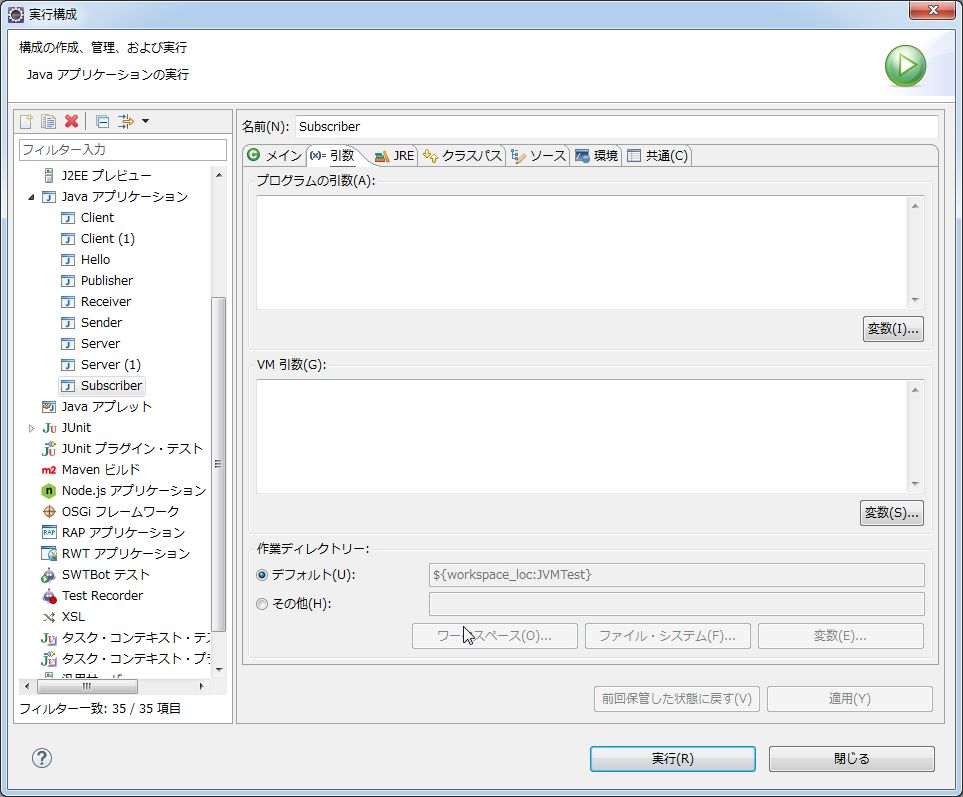 実行構成
構成の作成、管理、および実行
Java アプリケーションの実行
フィルター入力
J2EE プレビュー
Java アプリケーション
Client
Client (1)
Hello
Publisher
Receiver
Sender
Server
Server (1)
Subscriber
Java アプレット
JUnit
JUnit プラグイン・テスト
Maven ビルド
Node.js アプリケーション
OSGi フレームワーク
RAP アプリケーション
RWT アプリケーション
SWTBot テスト
Test Recorder
XSL
タスク・コンテキスト・テス
タスク・コンテキスト・プラ
フィルター一致: 35 / 35 項目
名前(N): Subscriber
メイン (x)= 引数 JRE クラスパス ソース 環境 共通(C)
プログラムの引数(A):
変数(I)...
VM 引数(G):
変数(S)...
作業ディレクトリー:
デフォルト(U): ${workspace_loc:JVMTest}
その他(H):
ワークスペース(O)... ファイル・システム(F)... 変数(E)...
前回保管した状態に戻す(V) 適用(Y)
実行(R) 閉じる